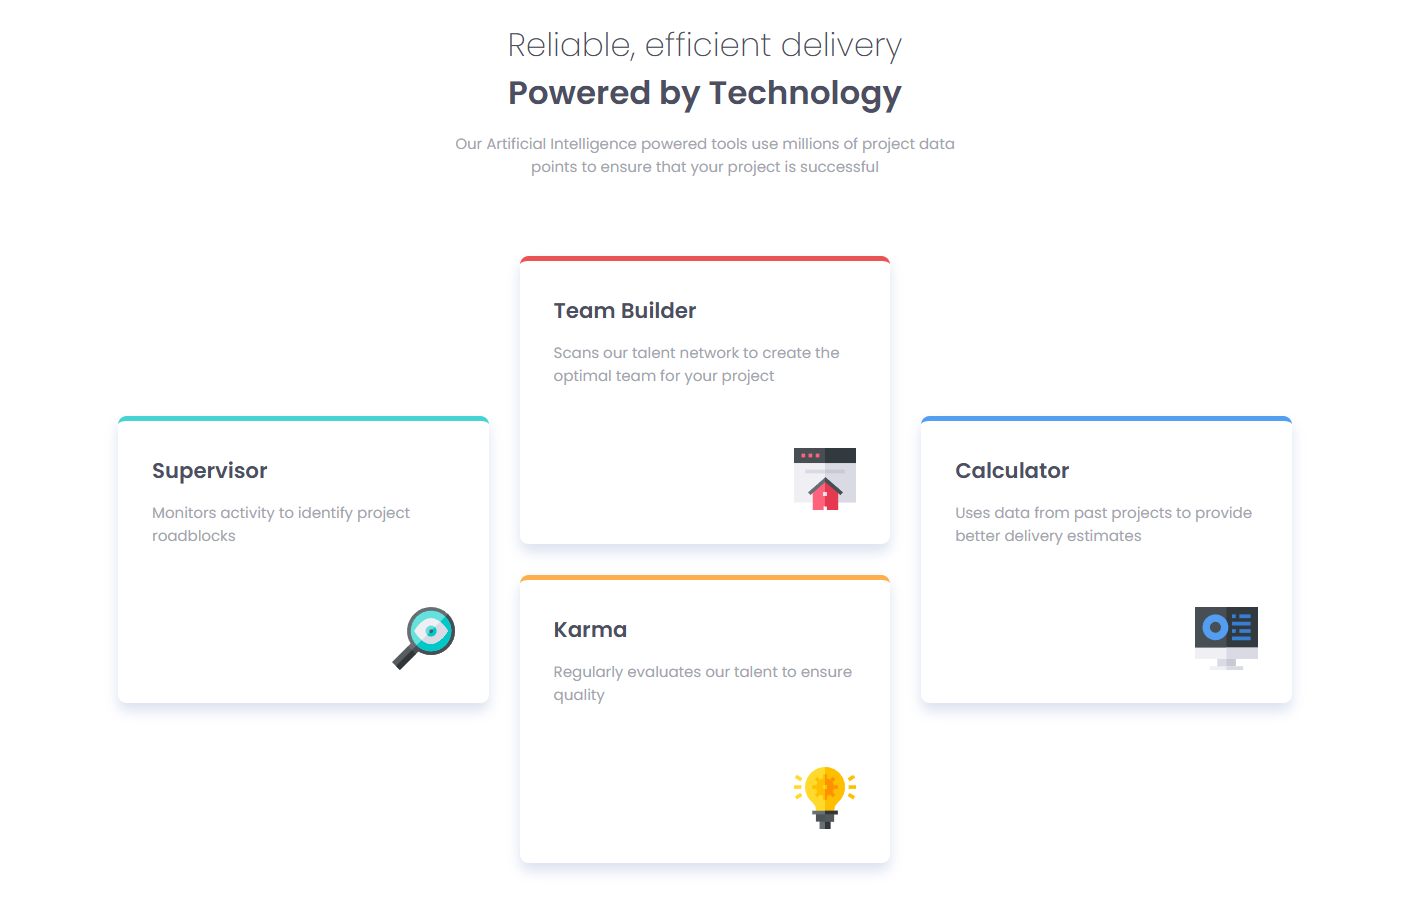 Reliable, efficient delivery
Powered by Technology
Our Artificial Intelligence powered tools use millions of project data
points to ensure that your project is successful
Team Builder
Scans our talent network to create the
optimal team for your project
Supervisor
Monitors activity to identify project
roadblocks
Calculator
Uses data from past projects to provide
better delivery estimates
Karma
Regularly evaluates our talent to ensure
quality